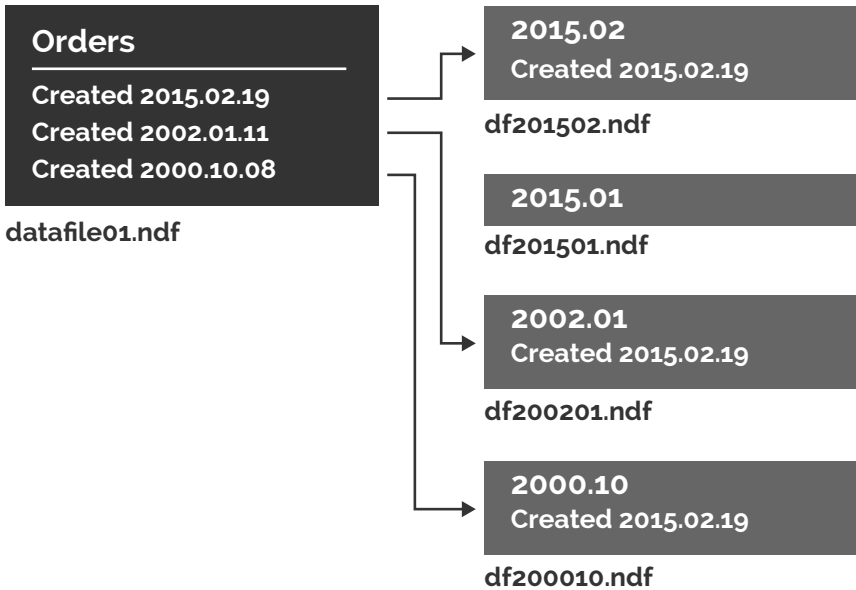 Orders
Created 2015.02.19
Created 2002.01.11
Created 2000.10.08
datafile01.ndf
2015.02
Created 2015.02.19
df201502.ndf
2015.01
df201501.ndf
2002.01
Created 2015.02.19
df200201.ndf
2000.10
Created 2015.02.19
df200010.ndf